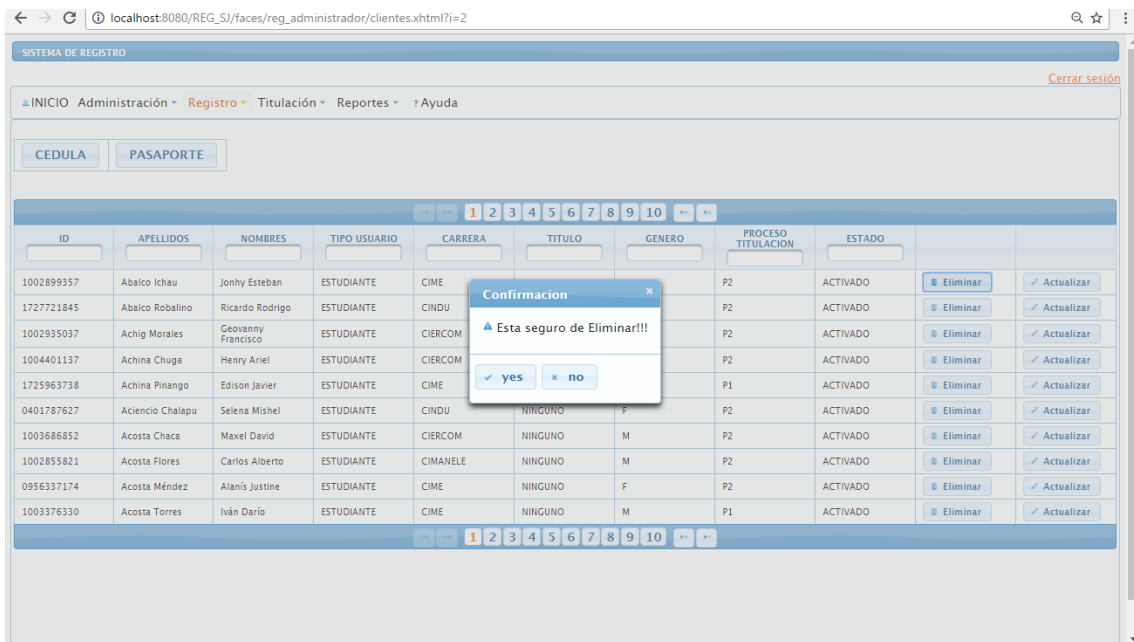 localhost:8080/REG_SJ/faces/reg_administrador/clientes.xhtml?i=2
SISTEMA DE REGISTRO
Cerrar sesión
INICIO Administración Registro Titulación Reportes ? Ayuda
CEDULA PASAPORTE
1 2 3 4 5 6 7 8 9 10
ID APELLIDOS NOMBRES TIPO USUARIO CARRERA TITULO GENERO PROCESO TITULACION ESTADO
1002899357 Abalco Ichau Jonhy Esteban ESTUDIANTE CIME P2 ACTIVADO Eliminar Actualizar
1727721845 Abalco Robalino Ricardo Rodrigo ESTUDIANTE CINDU P2 ACTIVADO Eliminar Actualizar
1002935037 Achig Morales Geovanny Francisco ESTUDIANTE CIERCOM P2 ACTIVADO Eliminar Actualizar
1004401137 Achina Chuga Henry Ariel ESTUDIANTE CIERCOM P2 ACTIVADO Eliminar Actualizar
1725963738 Achina Pinango Edison Javier ESTUDIANTE CIME P1 ACTIVADO Eliminar Actualizar
0401787627 Aciencio Chalapu Selena Mishel ESTUDIANTE CINDU NINGUNO F P2 ACTIVADO Eliminar Actualizar
1003686852 Acosta Chaca Maxel David ESTUDIANTE CIERCOM NINGUNO M P2 ACTIVADO Eliminar Actualizar
1002855821 Acosta Flores Carlos Alberto ESTUDIANTE CIMANELE NINGUNO M P2 ACTIVADO Eliminar Actualizar
0956337174 Acosta Méndez Alanís Justine ESTUDIANTE CIME NINGUNO F P2 ACTIVADO Eliminar Actualizar
1003376330 Acosta Torres Iván Darío ESTUDIANTE CIME NINGUNO M P1 ACTIVADO Eliminar Actualizar
1 2 3 4 5 6 7 8 9 10
Confirmacion
Esta seguro de Eliminar!!!
yes no